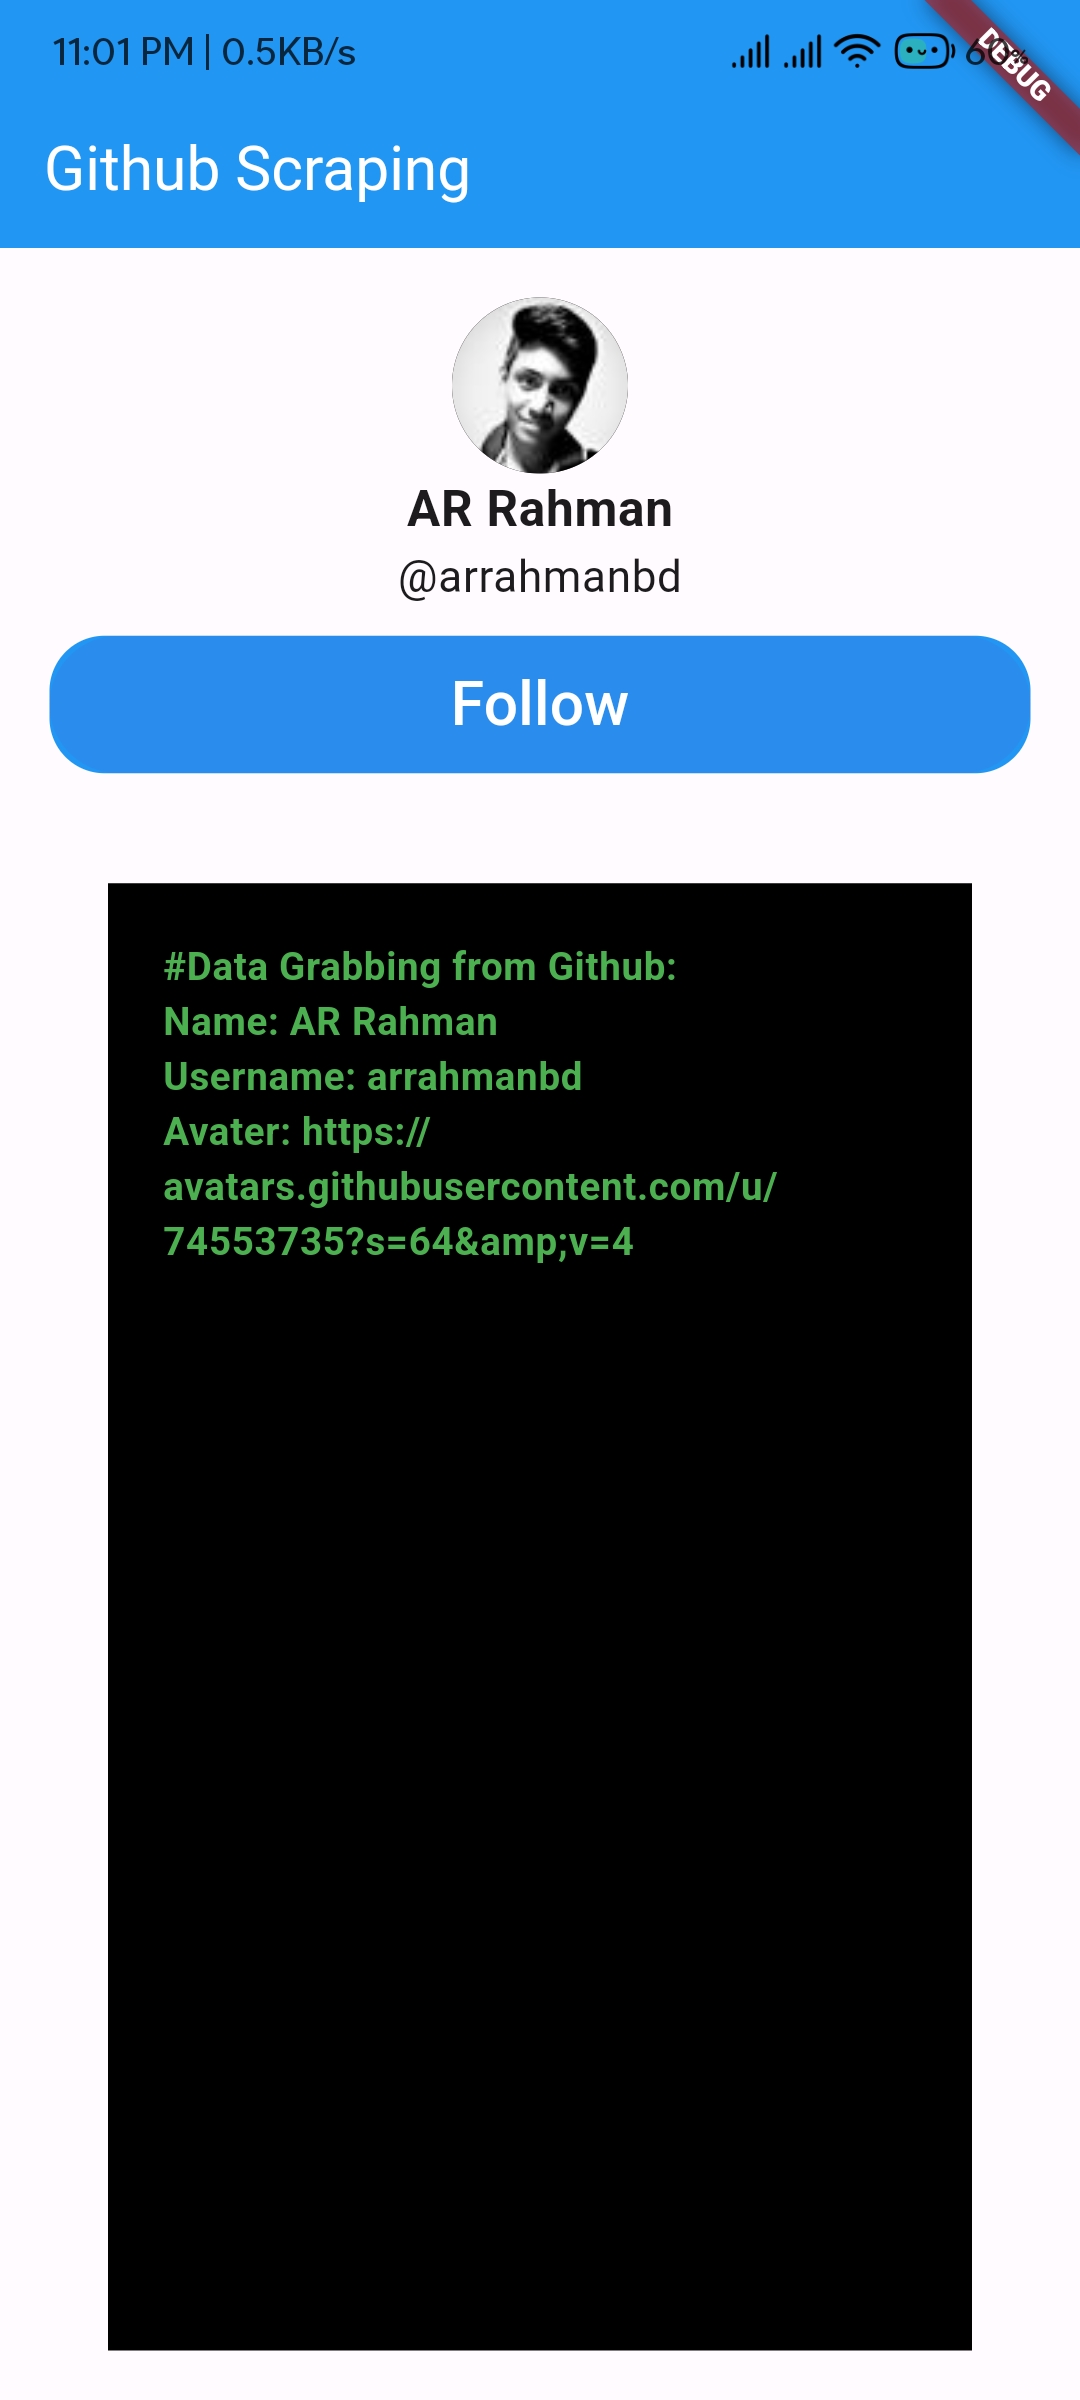 11:01 PM | 0.5KB/s
DEBUG
Github Scraping
AR Rahman
@arrahmanbd
Follow
#Data Grabbing from Github:
Name: AR Rahman
Username: arrahmanbd
Avater: https://
avatars.githubusercontent.com/u/
74553735?s=64&amp;v=4